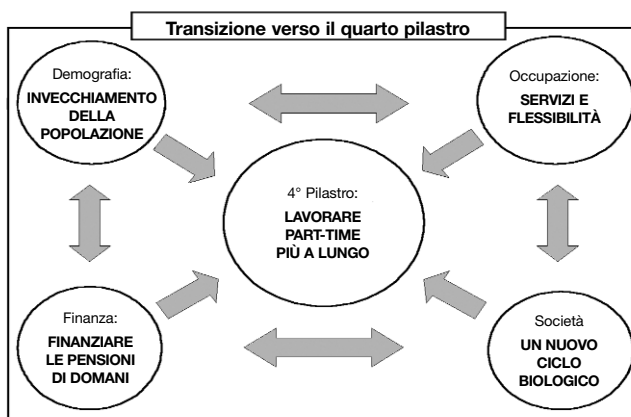 Transizione verso il quarto pilastro
Demografia:
INVECCHIAMENTO
DELLA
POPOLAZIONE
Occupazione:
SERVIZI E
FLESSIBILITÀ
4° Pilastro:
LAVORARE
PART-TIME
PIÙ A LUNGO
Finanza:
FINANZIARE
LE PENSIONI
DI DOMANI
Società
UN NUOVO
CICLO
BIOLOGICO